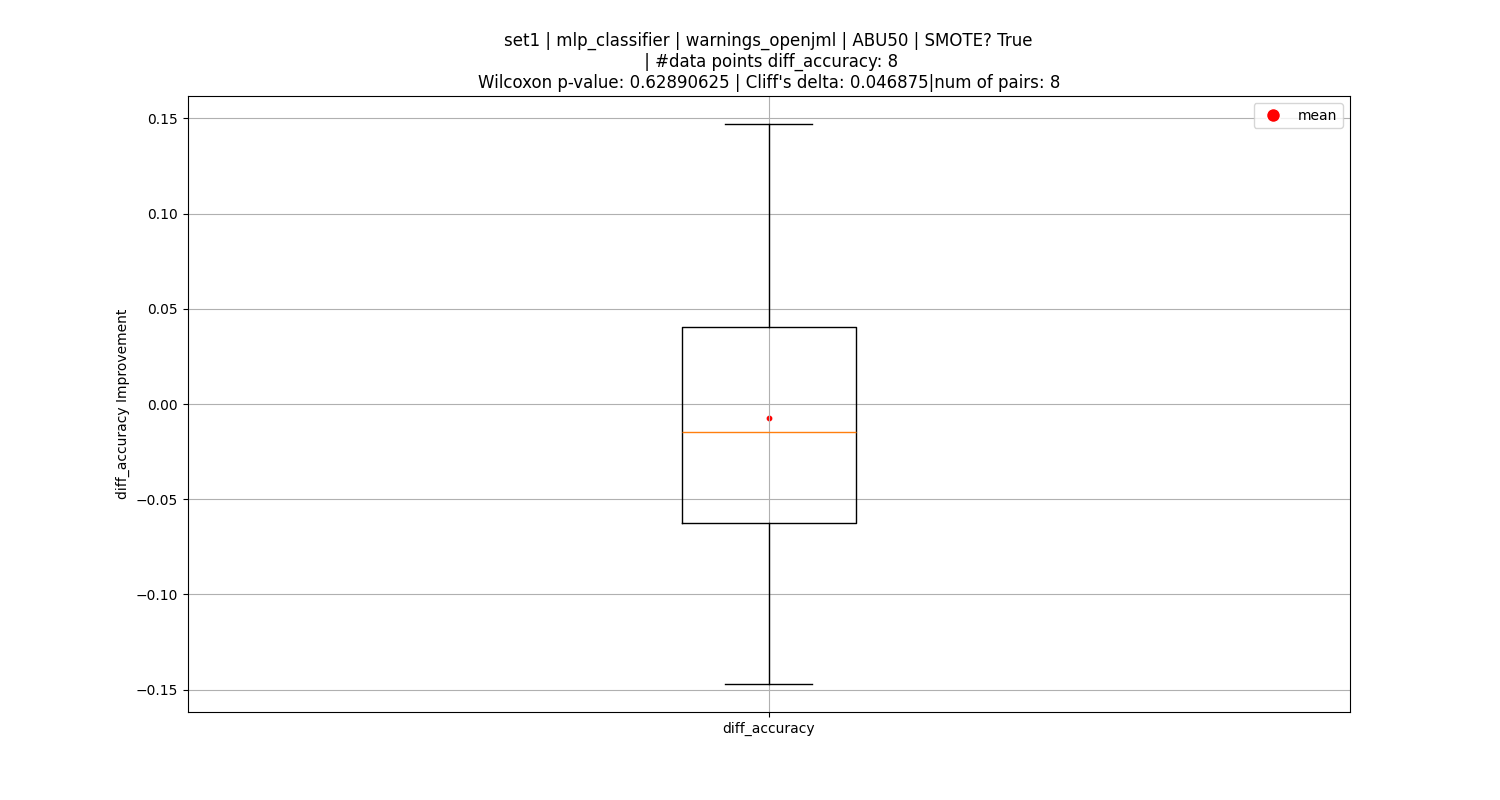 set1 | mlp_classifier | warnings_openjml | ABU50 | SMOTE? True
| #data points diff_accuracy: 8
Wilcoxon p-value: 0.62890625 | Cliff's delta: 0.046875|num of pairs: 8
mean
0.15
0.10
0.05
0.00
−0.05
−0.10
−0.15
diff_accuracy Improvement
diff_accuracy